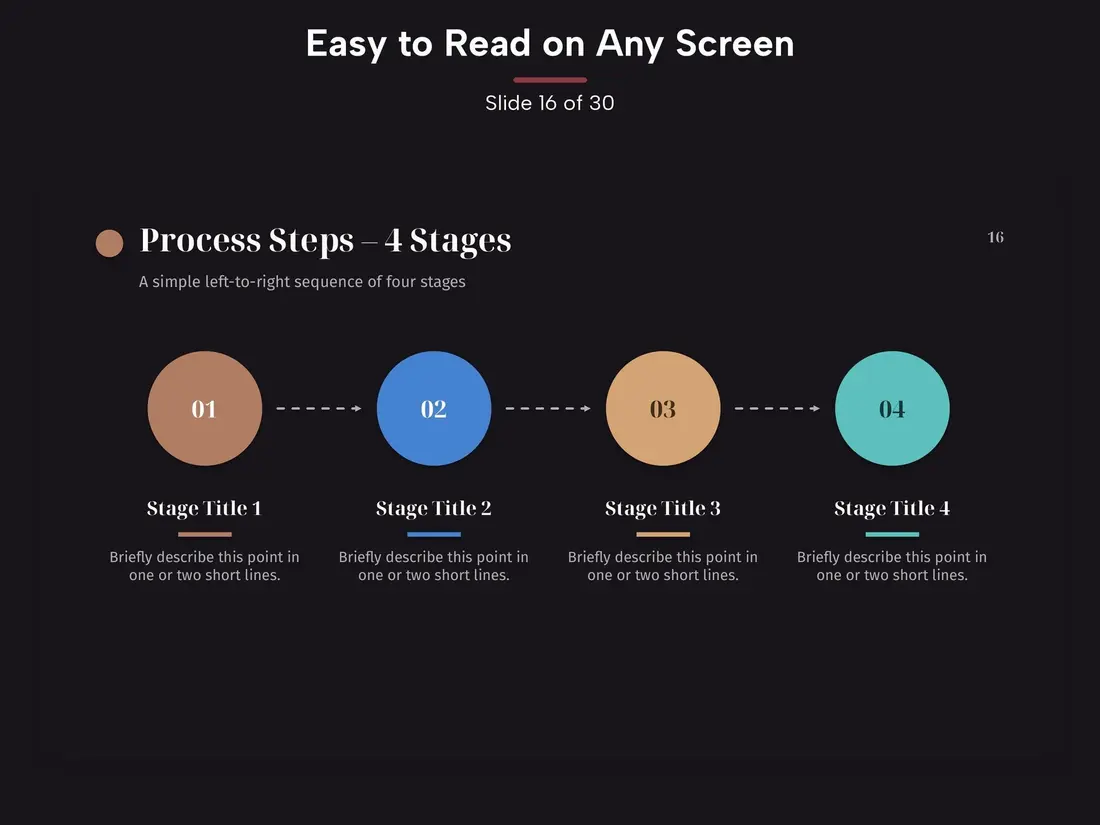 Easy to Read on Any Screen
Slide 16 of 30
Process Steps – 4 Stages
16
A simple left-to-right sequence of four stages
01
02
03
04
Stage Title 1
Briefly describe this point in
one or two short lines.
Stage Title 2
Briefly describe this point in
one or two short lines.
Stage Title 3
Briefly describe this point in
one or two short lines.
Stage Title 4
Briefly describe this point in
one or two short lines.